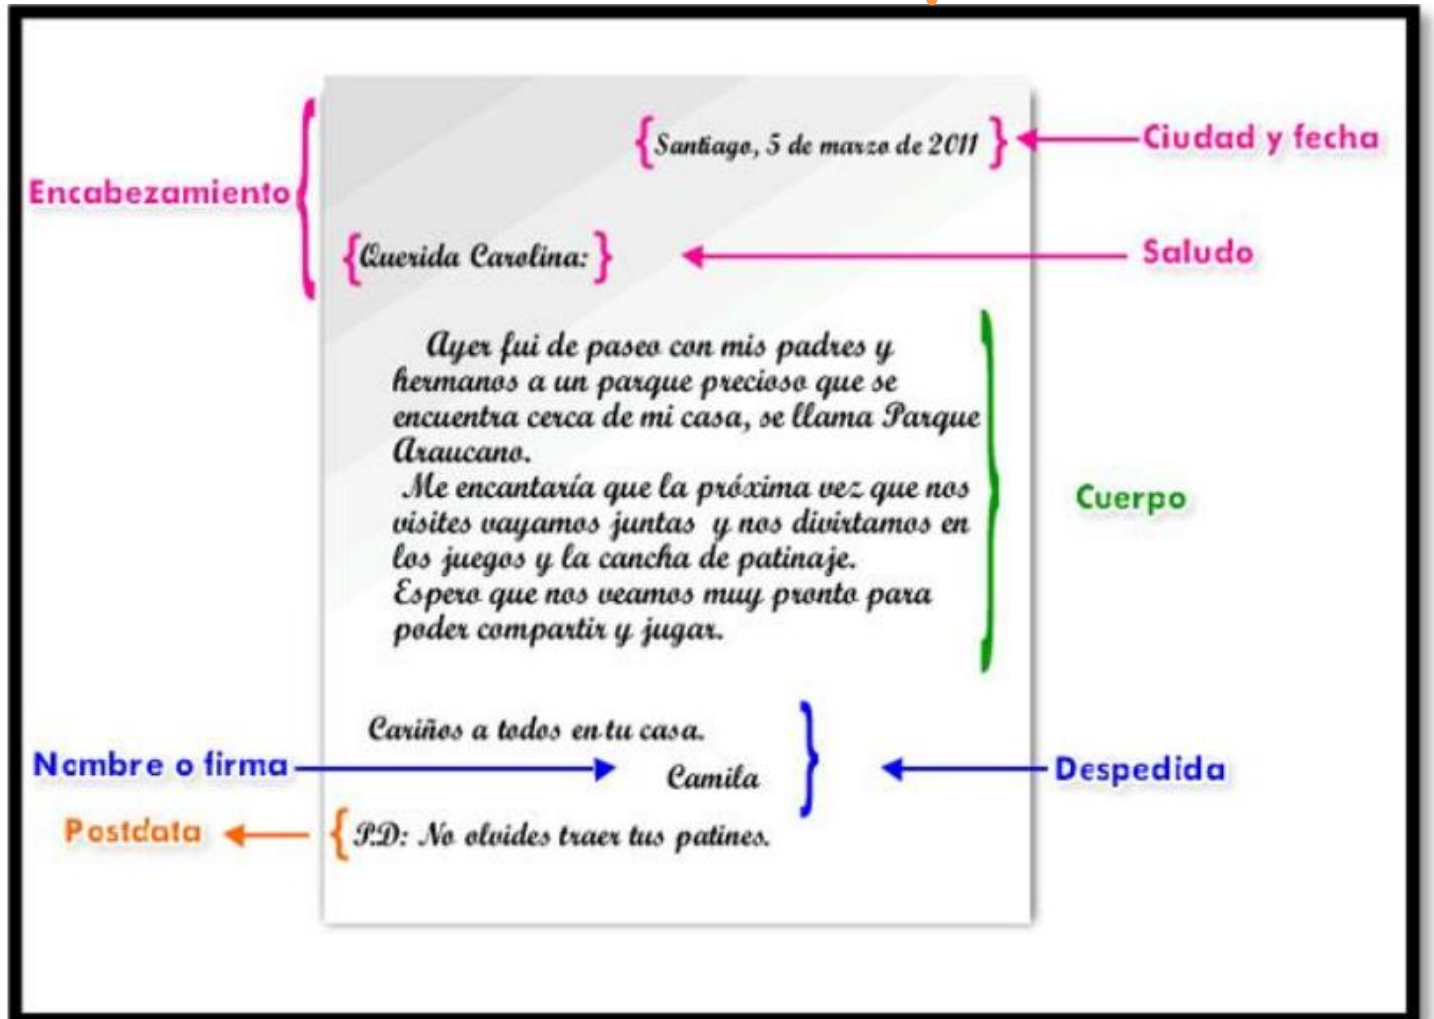 Santiago, 5 de marzo de 2011
Ciudad y fecha
Encabezamiento
Querida Carolina:
Saludo
Ayer fui de paseo con mis padres y
hermanos a un parque precioso que se
encuentra cerca de mi casa, se llama Parque
Araucano.
Me encantaría que la próxima vez que nos
visites vayamos juntas y nos divirtamos en
los juegos y la cancha de patinaje.
Espero que nos veamos muy pronto para
poder compartir y jugar.
Cuerpo
Cariños a todos en tu casa.
Nombre o firma
Camila
Despedida
Postdata
P.D: No olvides traer tus patines.